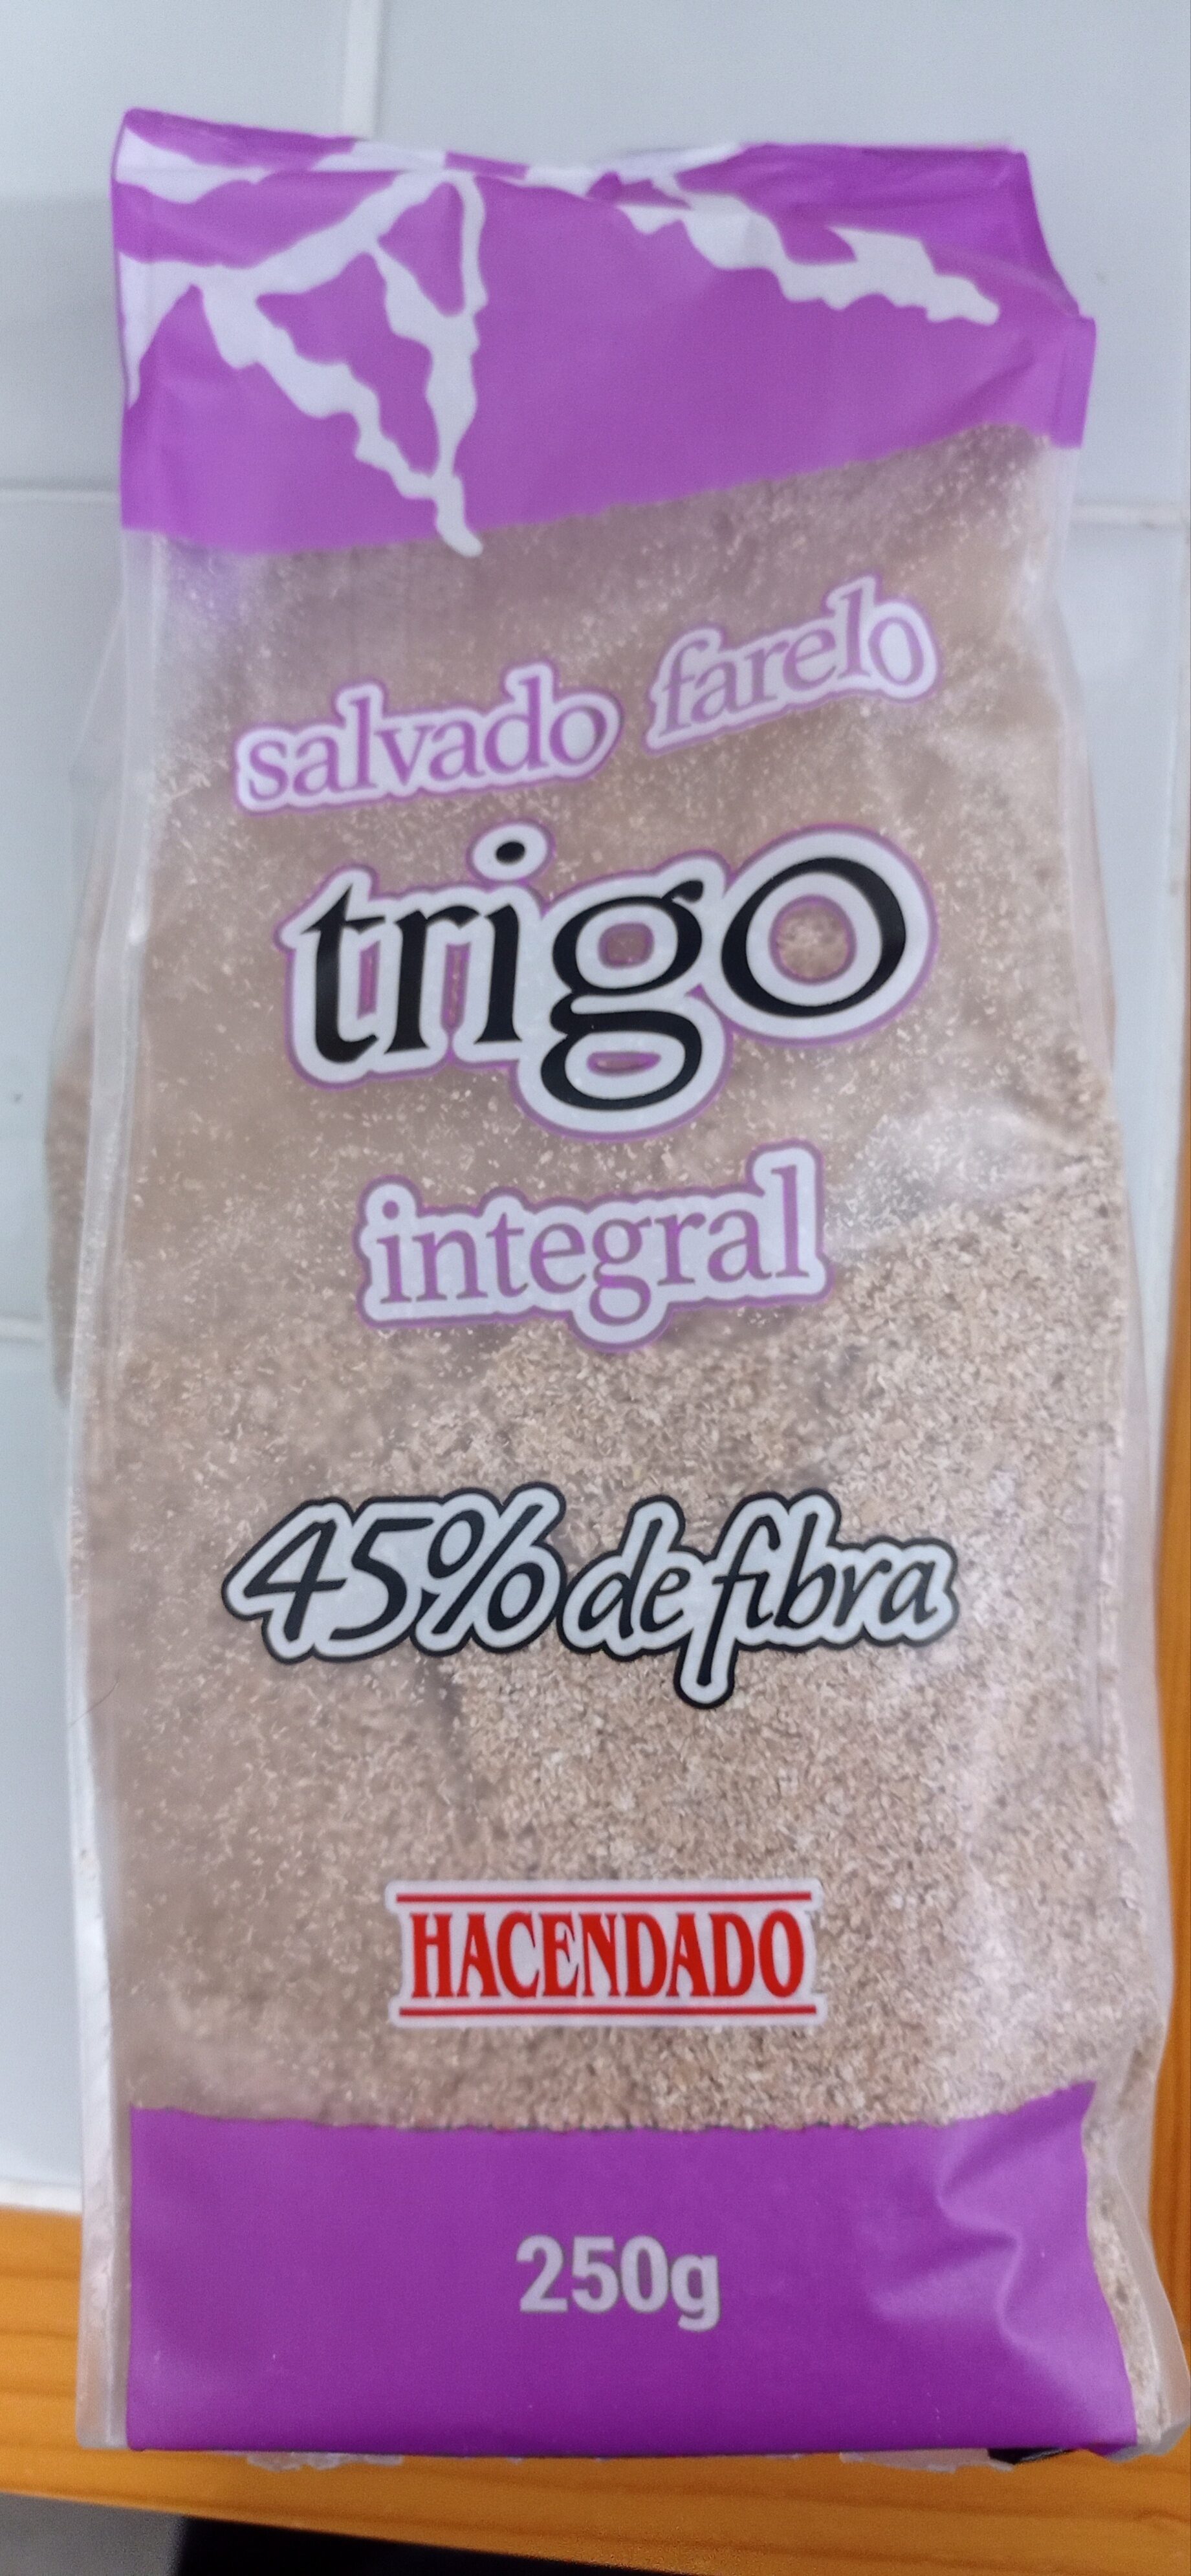 salvado farelo
trigo
integral
45% de fibra
HACENDADO
250g